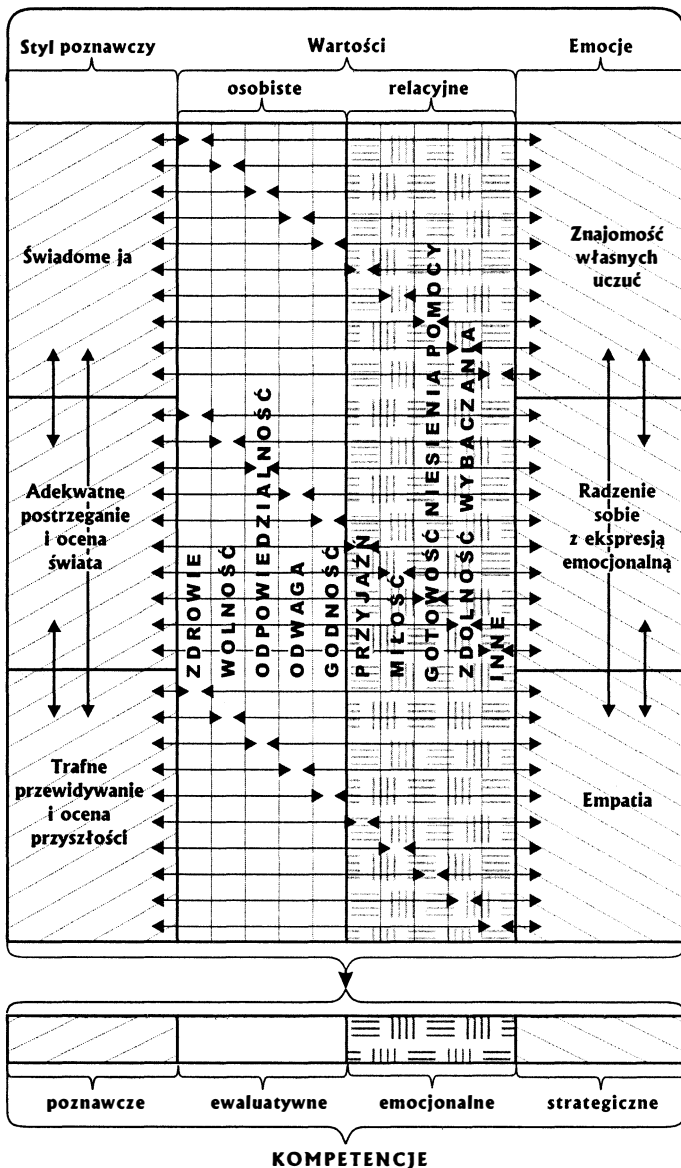 Styl poznawczy
Wartości
Emocje
osobiste
relacyjne
Świadome ja
Znajomość
własnych
uczuć
Adekwatne
postrzeganie
i ocena
świata
ZDROWIE
WOLNOŚĆ
ODPOWIEDZIALNOŚĆ
ODWAGA
GODNOŚĆ
PRZYJAŹŃ
MIŁOŚĆ
GOTOWOŚĆ NIESIENIA POMOCY
ZDOLNOŚĆ WYBACZANIA
INNE
Radzenie
sobie
z ekspresją
emocjonalną
Trafne
przewidywanie
i ocena
przyszłości
Empatia
poznawcze
ewaluatywne
emocjonalne
strategiczne
KOMPETENCJE